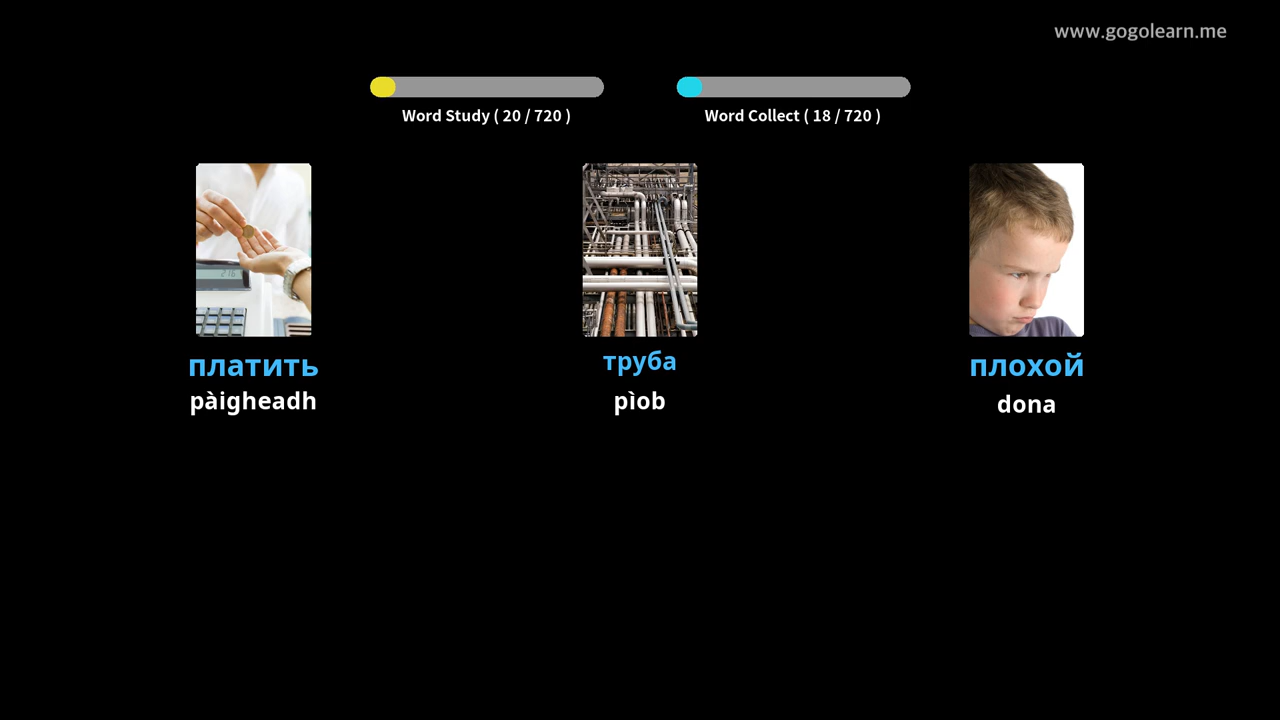 www.gogolearn.me
Word Study ( 20 / 720 )
Word Collect ( 18 / 720 )
платить
труба
плохой
pàigheadh
pìob
dona